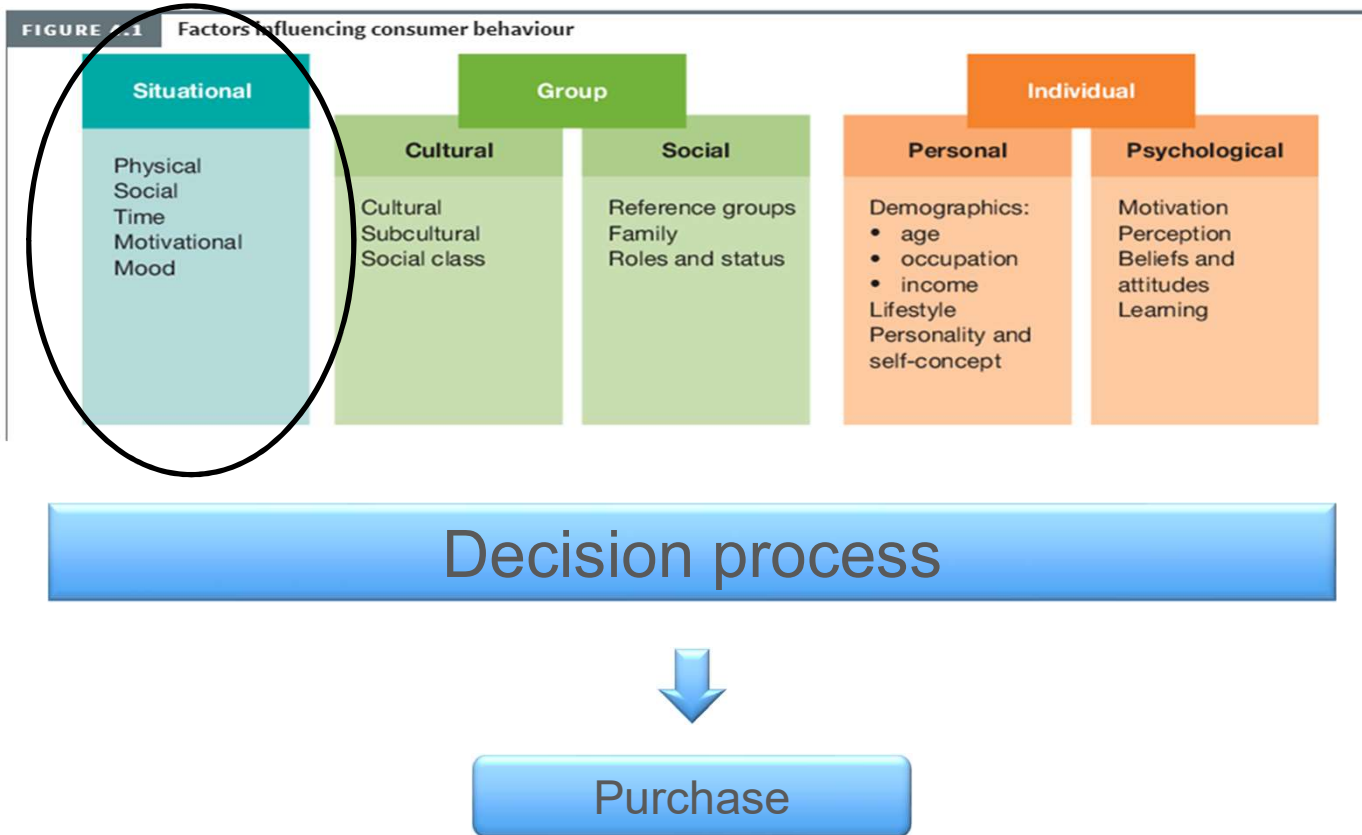 FIGURE 4.1 Factors influencing consumer behaviour
Situational
Physical
Social
Time
Motivational
Mood
Group
Cultural
Cultural
Subcultural
Social class
Social
Reference groups
Family
Roles and status
Individual
Personal
Demographics:
• age
• occupation
• income
Lifestyle
Personality and
self-concept
Psychological
Motivation
Perception
Beliefs and
attitudes
Learning
Decision process
Purchase